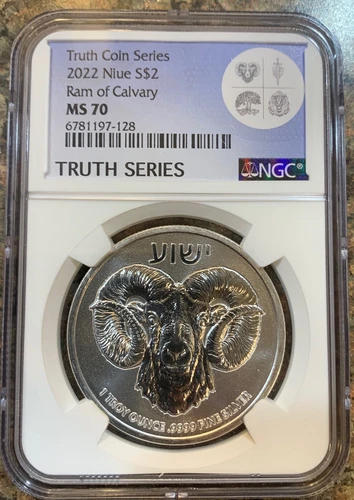 Truth Coin Series
2022 Niue S$2
Ram of Calvary
MS 70
6781197-128
TRUTH SERIES
NGC
ישוע
1 TROY OUNCE .9999 FINE SILVER